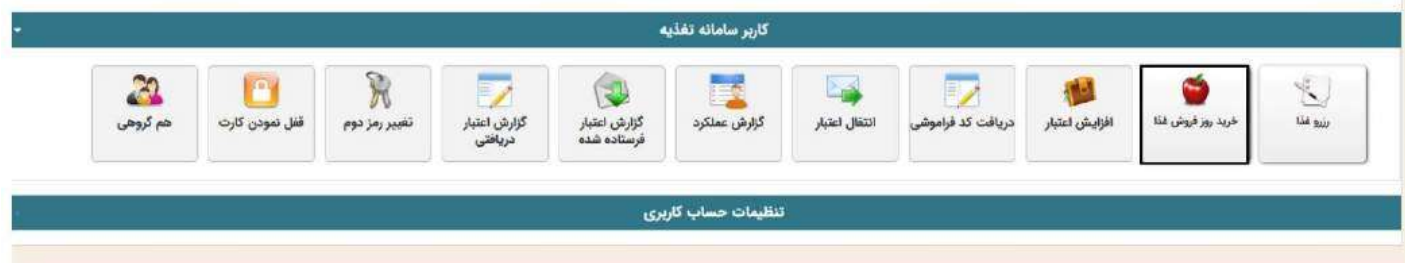 کاربر سامانه تغذیه
رزرو غذا
خرید روز فروش غذا
افزایش اعتبار
دریافت کد فراموشی
انتقال اعتبار
گزارش عملکرد
گزارش اعتبار
فرستاده شده
گزارش اعتبار
دریافتی
تغییر رمز دوم
قفل نمودن کارت
هم گروهی
تنظیمات حساب کاربری